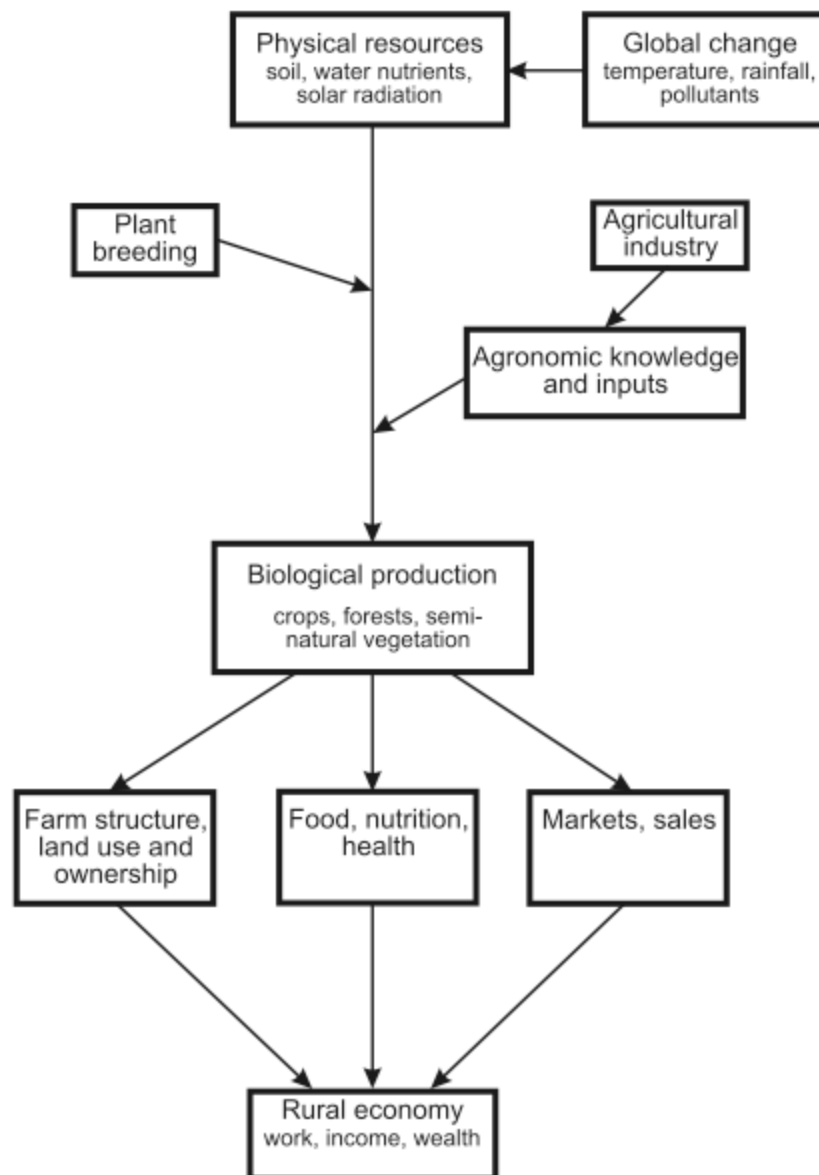 Physical resources
soil, water nutrients,
solar radiation
Global change
temperature, rainfall,
pollutants
Plant
breeding
Agricultural
industry
Agronomic knowledge
and inputs
Biological production
crops, forests, semi-
natural vegetation
Farm structure,
land use and
ownership
Food, nutrition,
health
Markets, sales
Rural economy
work, income, wealth